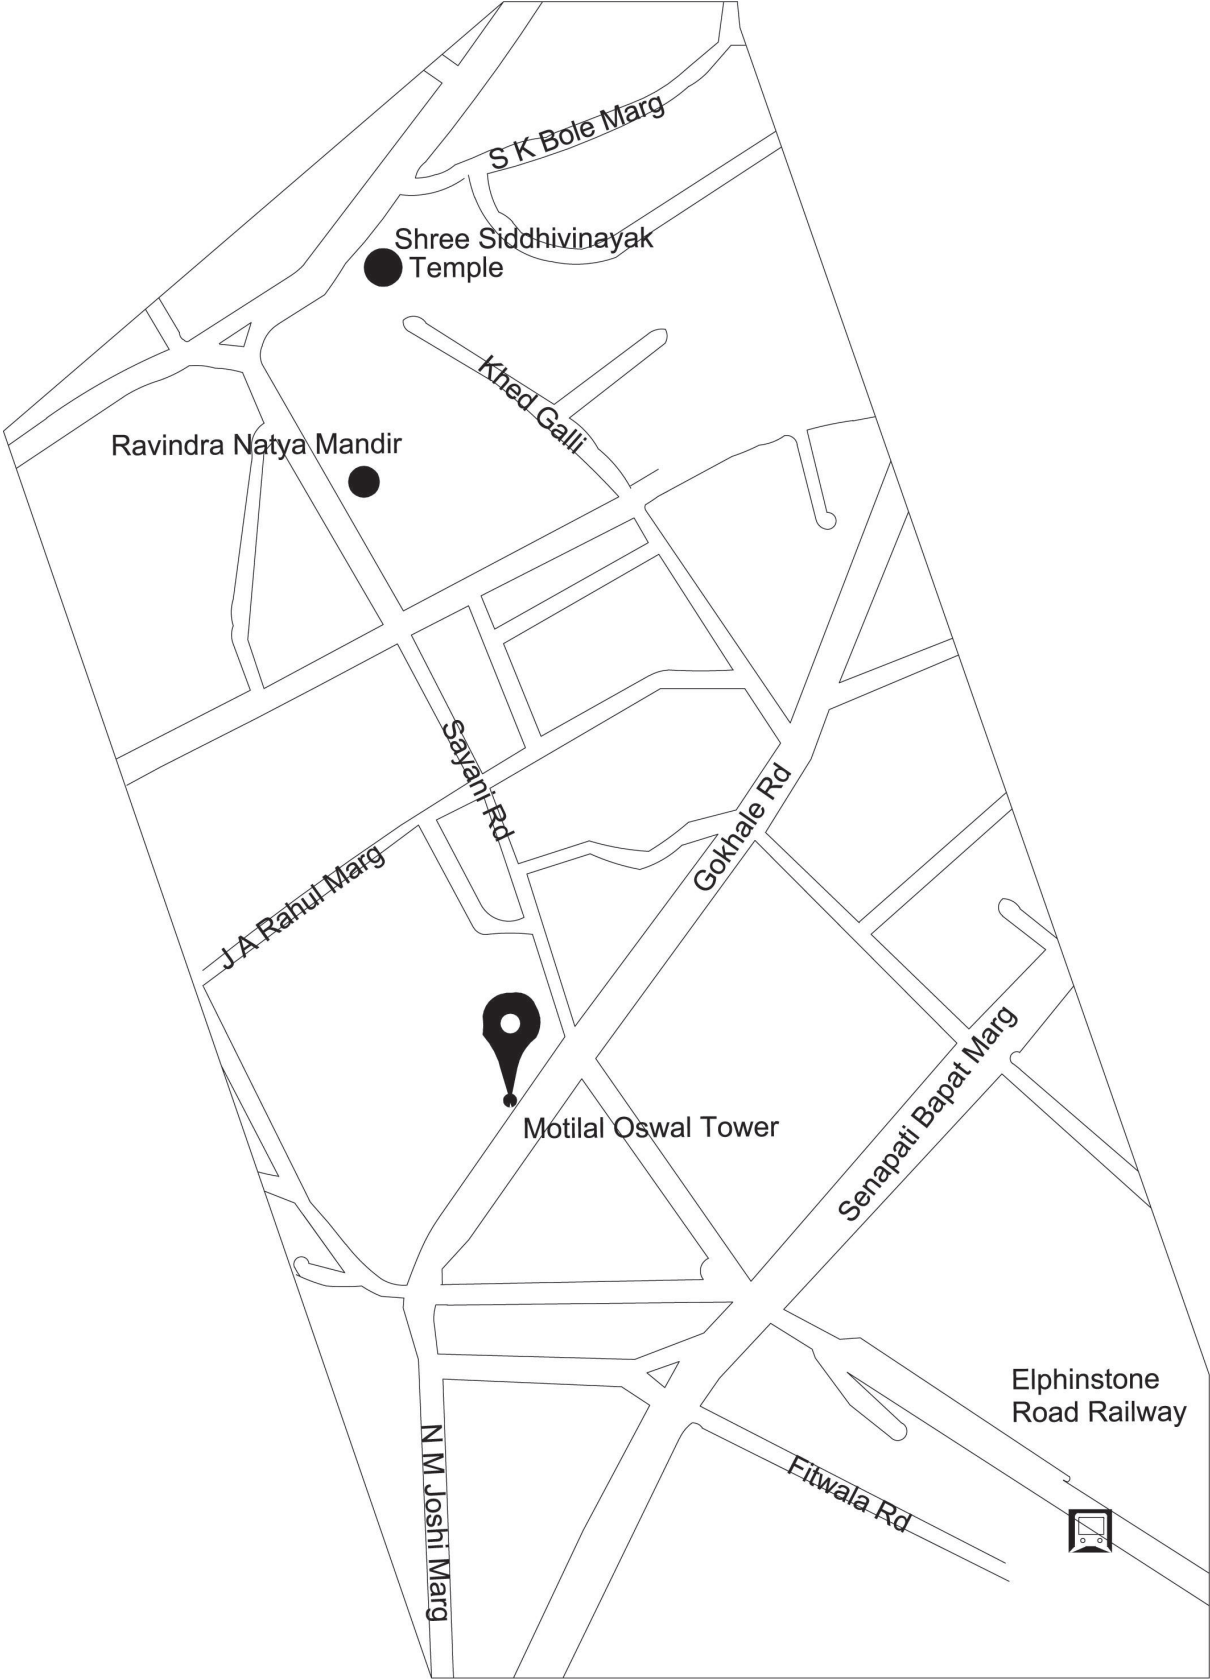 S K Bole Marg
Shree Siddhivinayak
Temple
Khed Galli
Ravindra Natya Mandir
Sayani Rd
Gokhale Rd
J A Rahul Marg
Senapati Bapat Marg
Motilal Oswal Tower
Elphinstone
Road Railway
N M Joshi Marg
Fitwala Rd